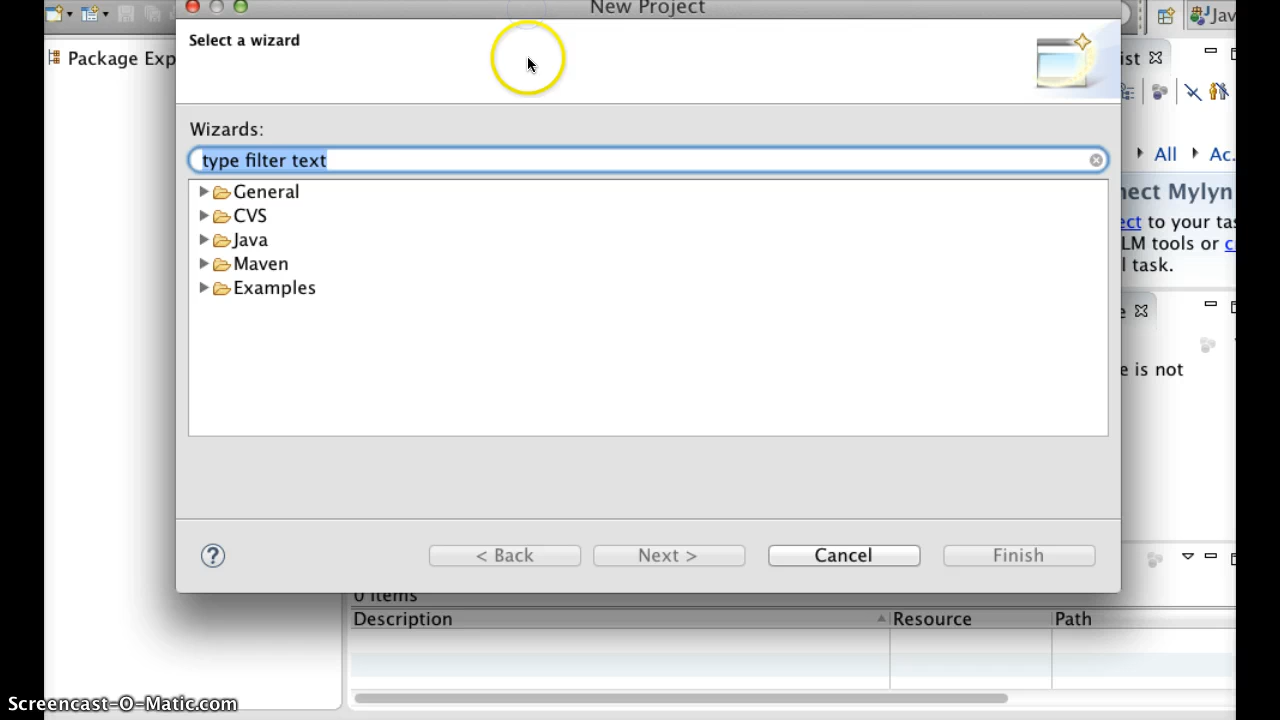 New Project
Jav
Package Exp
Select a wizard
ist
Wizards:
type filter text
All
Ac.
General
CVS
Java
Maven
Examples
nect Mylyn
ect to your tas
LM tools or c
l task.
e is not
?
< Back
Next >
Cancel
Finish
0 items
Description
Resource
Path
Screencast-O-Matic.com